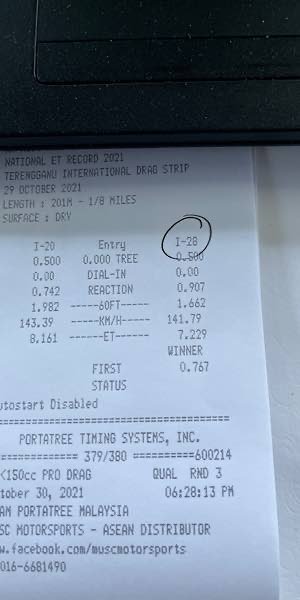 NATIONAL ET RECORD 2021
TERENGGANU INTERNATIONAL DRAG STRIP
29 OCTOBER 2021
LENGTH : 201M - 1/8 MILES
SURFACE : DRY
I-20 Entry I-28
0.500 0.000 TREE 0.500
0.00 DIAL-IN 0.00
0.742 REACTION 0.907
1.982 -----60FT----- 1.662
143.39 -----KM/H----- 141.79
8.161 ------ET------ 7.229
WINNER
FIRST 0.767
STATUS
utostart Disabled
PORTATREE TIMING SYSTEMS, INC.
============ 379/380 ==========600214
K150cc PRO DRAG QUAL RND 3
tober 30, 2021 06:28:13 PM
AM PORTATREE MALAYSIA
SC MOTORSPORTS - ASEAN DISTRIBUTOR
w.facebook.com/muscmotorsports
016-6681490